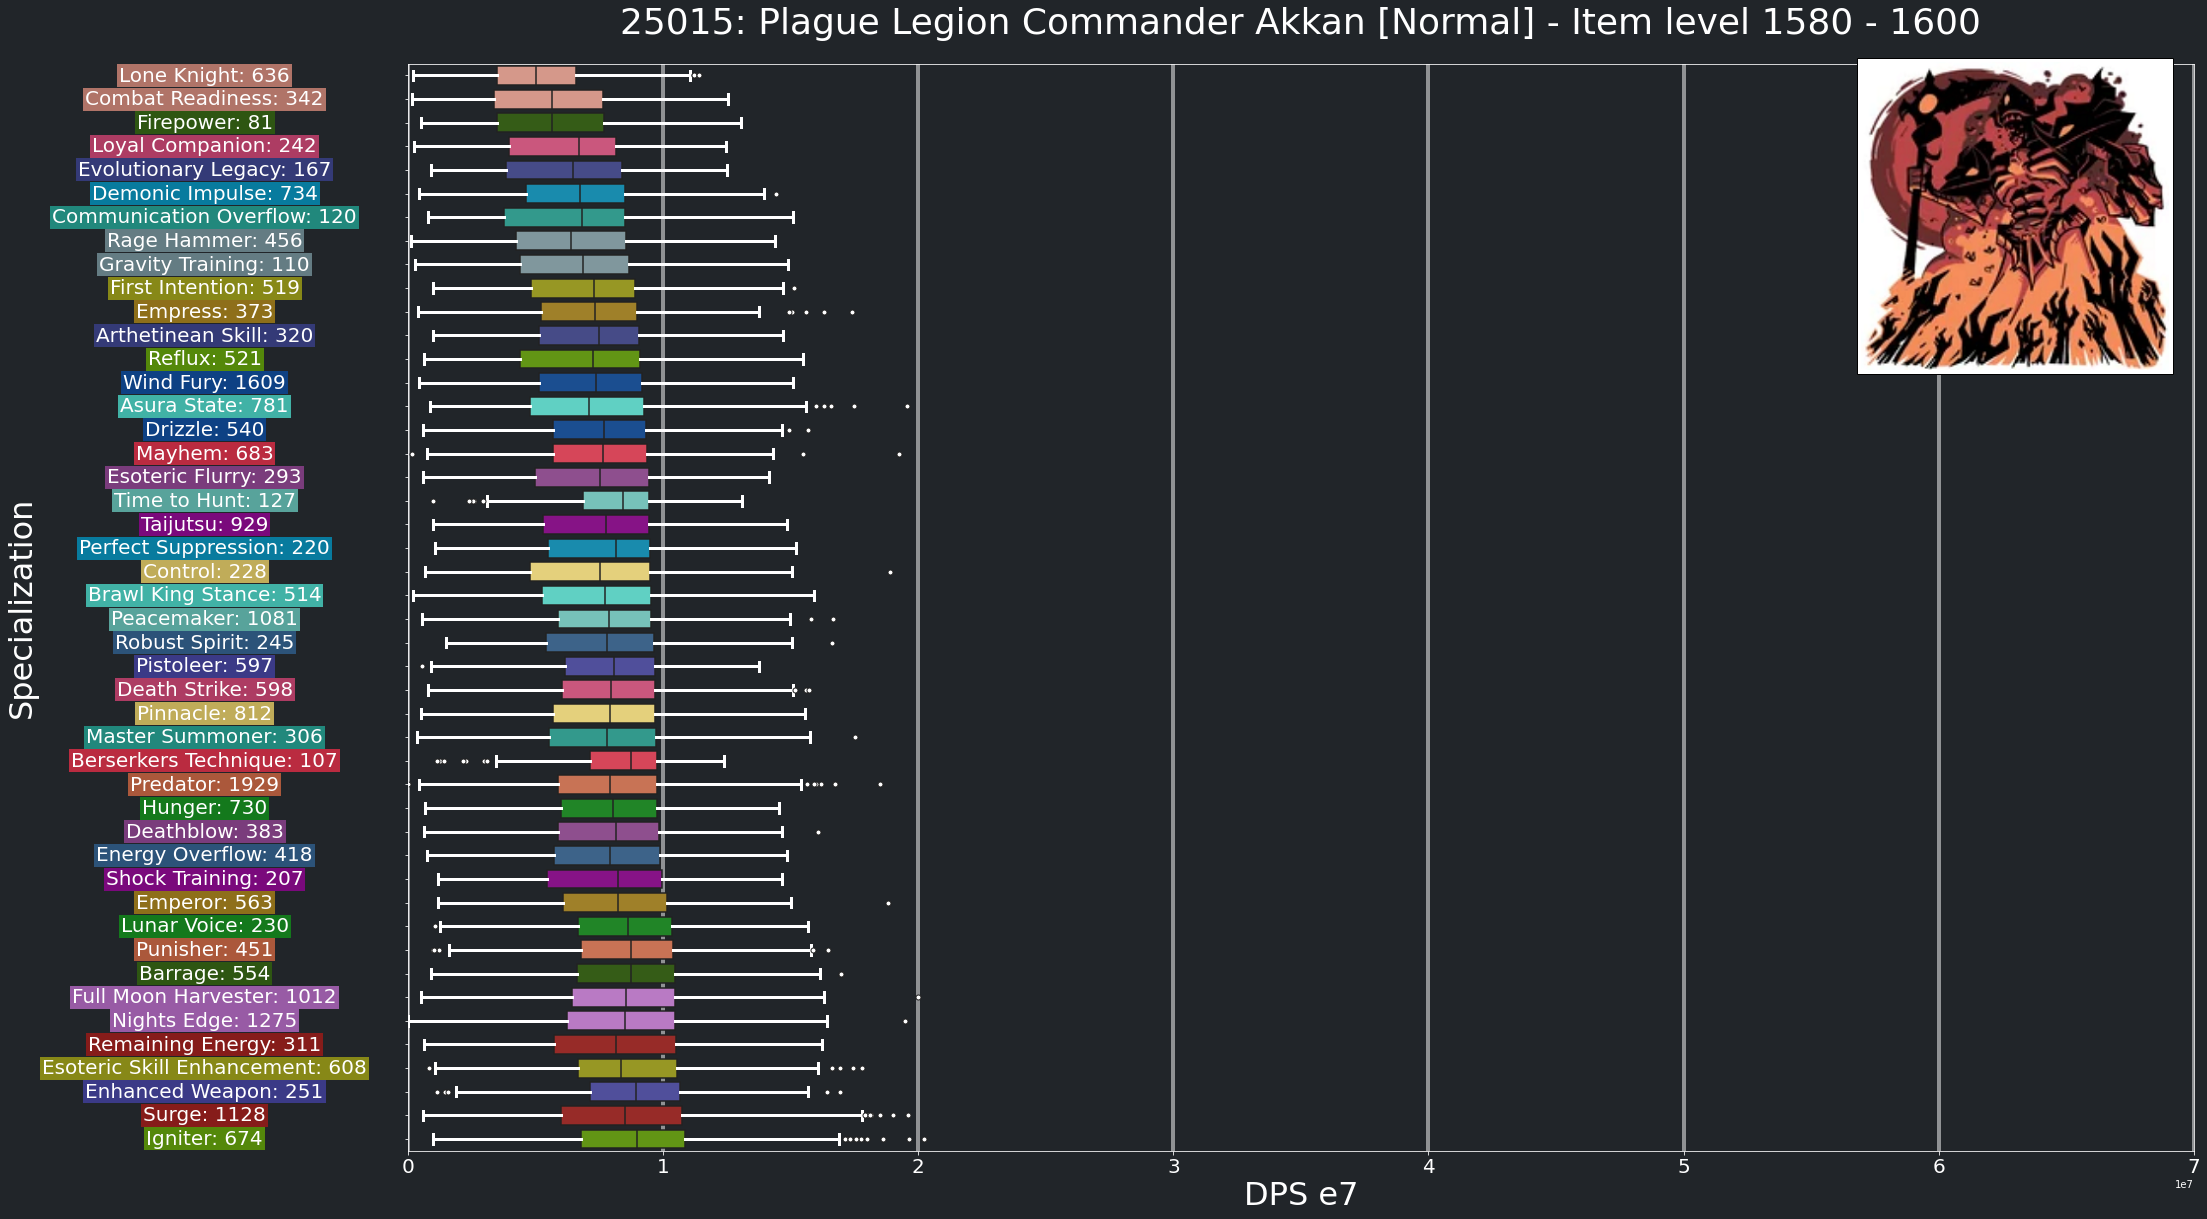 25015: Plague Legion Commander Akkan [Normal] - Item level 1580 - 1600
Specialization
Lone Knight: 636
Combat Readiness: 342
Firepower: 81
Loyal Companion: 242
Evolutionary Legacy: 167
Demonic Impulse: 734
Communication Overflow: 120
Rage Hammer: 456
Gravity Training: 110
First Intention: 519
Empress: 373
Arthetinean Skill: 320
Reflux: 521
Wind Fury: 1609
Asura State: 781
Drizzle: 540
Mayhem: 683
Esoteric Flurry: 293
Time to Hunt: 127
Taijutsu: 929
Perfect Suppression: 220
Control: 228
Brawl King Stance: 514
Peacemaker: 1081
Robust Spirit: 245
Pistoleer: 597
Death Strike: 598
Pinnacle: 812
Master Summoner: 306
Berserkers Technique: 107
Predator: 1929
Hunger: 730
Deathblow: 383
Energy Overflow: 418
Shock Training: 207
Emperor: 563
Lunar Voice: 230
Punisher: 451
Barrage: 554
Full Moon Harvester: 1012
Nights Edge: 1275
Remaining Energy: 311
Esoteric Skill Enhancement: 608
Enhanced Weapon: 251
Surge: 1128
Igniter: 674
0 1 2 3 4 5 6 7
1e7
DPS e7